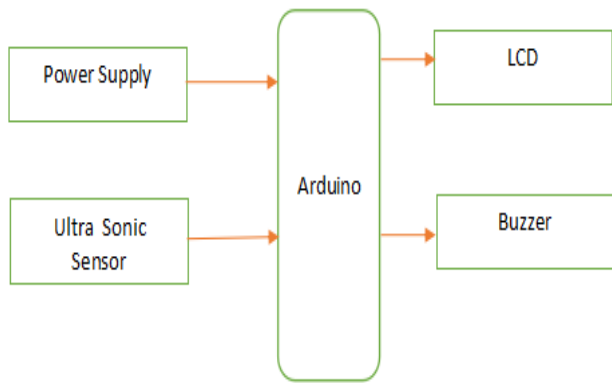 Power Supply
LCD
Arduino
Ultra Sonic
Sensor
Buzzer